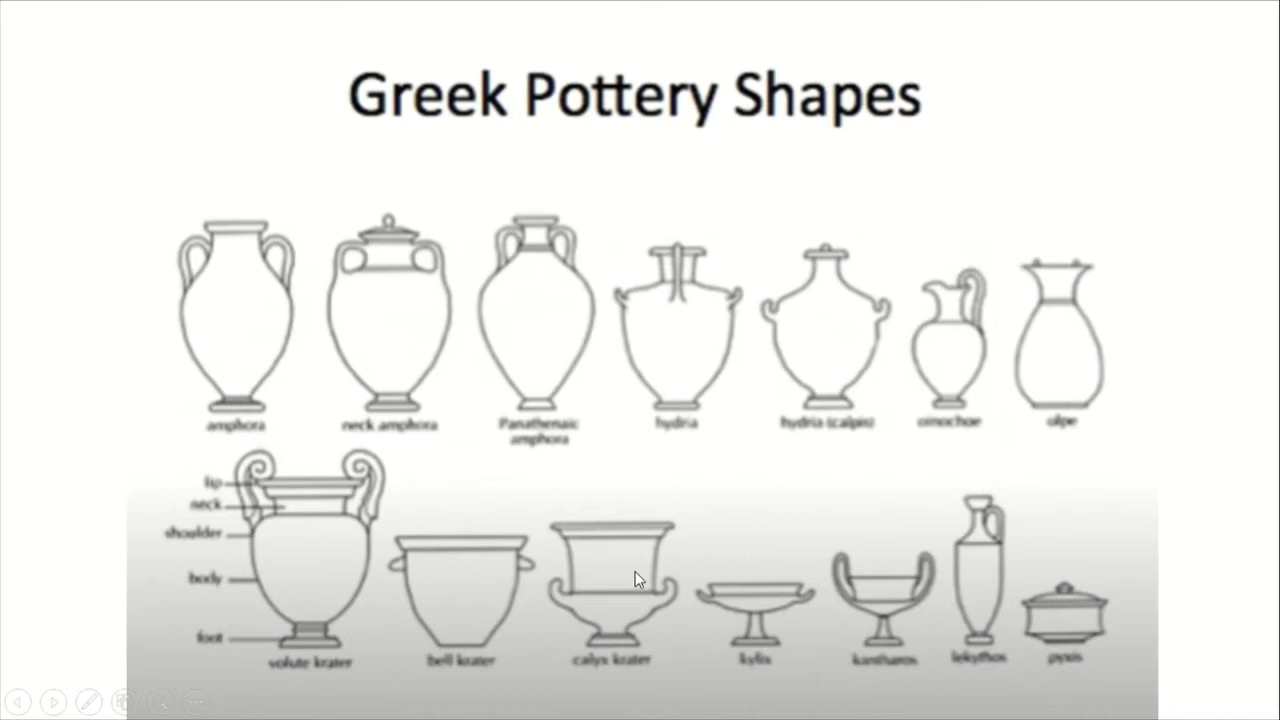 Greek Pottery Shapes
amphora
neck amphora
Panathenaic
amphora
hydria
hydria (calpis)
oinochoe
olpe
lip
neck
shoulder
body
foot
volute krater
bell krater
calyx krater
kylix
kantharos
lekythos
pyxis